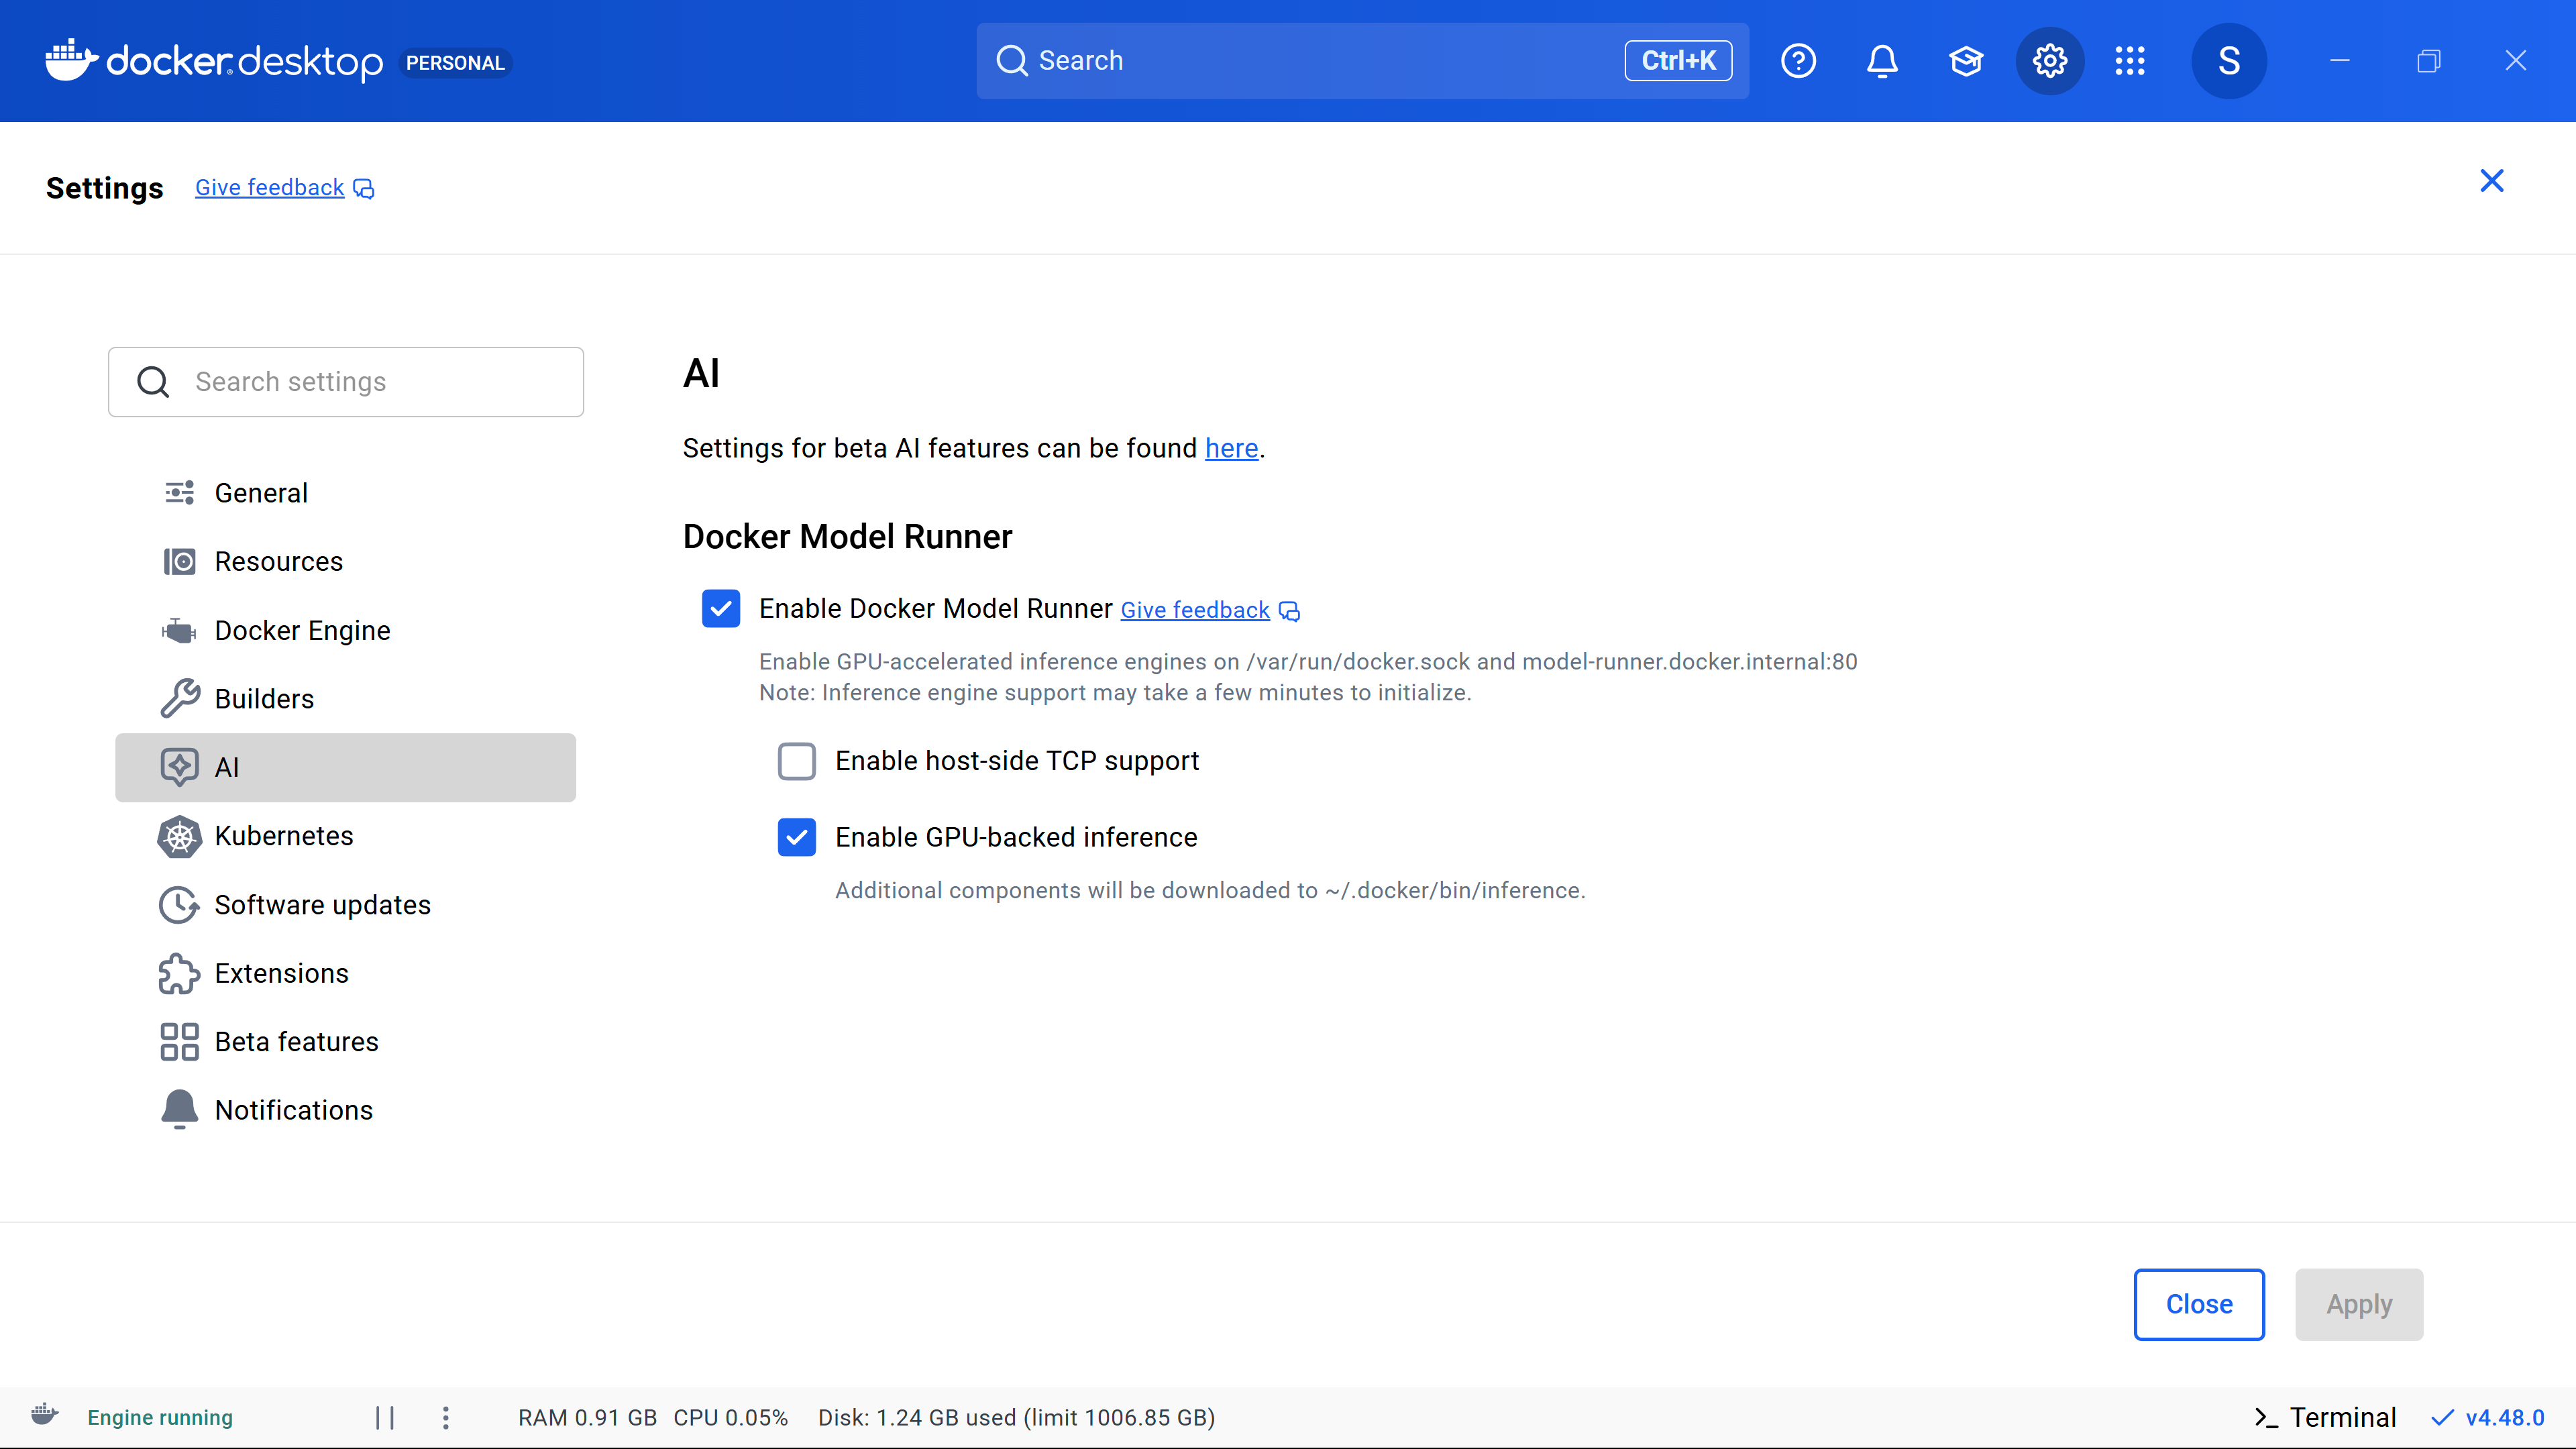 docker desktop PERSONAL
Search
Ctrl+K
S
Settings Give feedback
Search settings
General
Resources
Docker Engine
Builders
AI
Kubernetes
Software updates
Extensions
Beta features
Notifications
AI
Settings for beta AI features can be found here.
Docker Model Runner
Enable Docker Model Runner Give feedback
Enable GPU-accelerated inference engines on /var/run/docker.sock and model-runner.docker.internal:80
Note: Inference engine support may take a few minutes to initialize.
Enable host-side TCP support
Enable GPU-backed inference
Additional components will be downloaded to ~/.docker/bin/inference.
Close
Apply
Engine running
RAM 0.91 GB CPU 0.05% Disk: 1.24 GB used (limit 1006.85 GB)
Terminal
v4.48.0